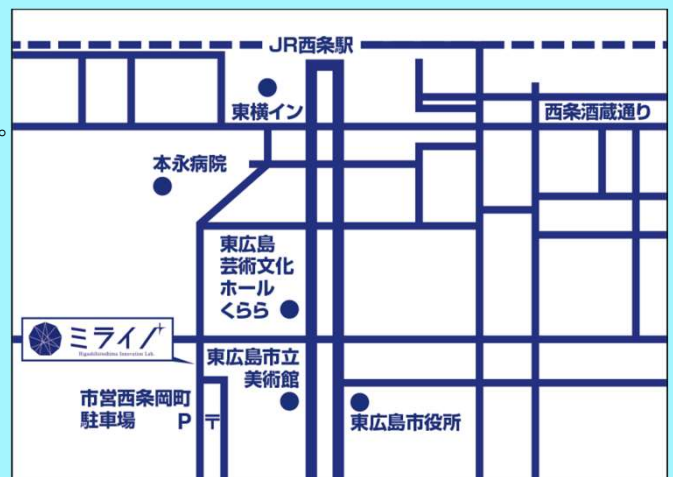 JR西条駅
東横イン
西条酒蔵通り
。
本永病院
東広島
芸術文化
ホール
くらら
ミライノ+
Higashihiroshima Innovation Lab.
東広島市立
美術館
市営西条岡町
駐車場 P 〒
東広島市役所